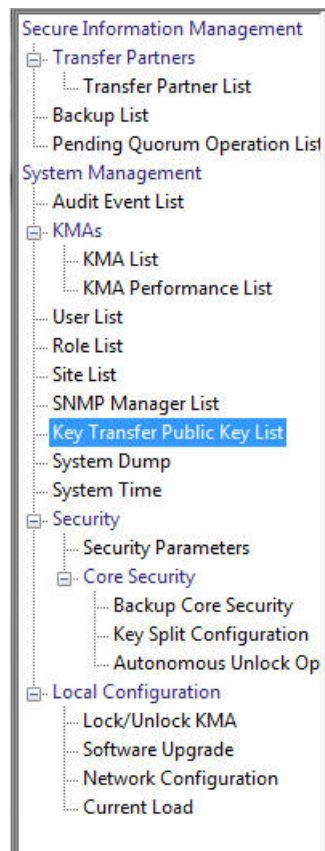 Secure Information Management
Transfer Partners
Transfer Partner List
Backup List
Pending Quorum Operation List
System Management
Audit Event List
KMAs
KMA List
KMA Performance List
User List
Role List
Site List
SNMP Manager List
Key Transfer Public Key List
System Dump
System Time
Security
Security Parameters
Core Security
Backup Core Security
Key Split Configuration
Autonomous Unlock Op
Local Configuration
Lock/Unlock KMA
Software Upgrade
Network Configuration
Current Load